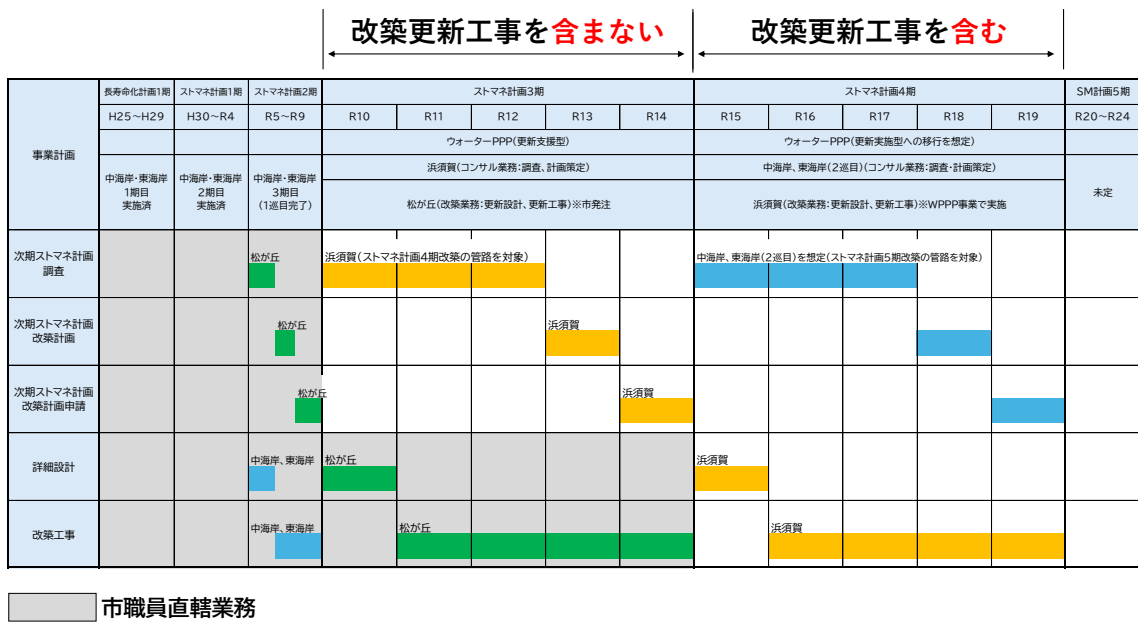 改築更新工事を含まない
改築更新工事を含む
事業計画
長寿命化計画1期
ストマネ計画1期
ストマネ計画2期
ストマネ計画3期
ストマネ計画4期
SM計画5期
H25~H29
H30~R4
R5~R9
R10
R11
R12
R13
R14
R15
R16
R17
R18
R19
R20~R24
ウォーターPPP(更新支援型)
ウォーターPPP(更新実施型への移行を想定)
中海岸・東海岸
1期目
実施済
中海岸・東海岸
2期目
実施済
中海岸・東海岸
3期目
(1巡目完了)
浜須賀(コンサル業務:調査、計画策定)
中海岸、東海岸(2巡目)(コンサル業務:調査・計画策定)
未定
松が丘(改築業務:更新設計、更新工事)※市発注
浜須賀(改築業務:更新設計、更新工事)※WPPP事業で実施
次期ストマネ計画
調査
松が丘
浜須賀(ストマネ計画4期改築の管路を対象)
中海岸、東海岸(2巡目)を想定(ストマネ計画5期改築の管路を対象)
次期ストマネ計画
改築計画
松が丘
浜須賀
次期ストマネ計画
改築計画申請
松が丘
浜須賀
詳細設計
中海岸、東海岸
松が丘
浜須賀
改築工事
中海岸、東海岸
松が丘
浜須賀
市職員直轄業務